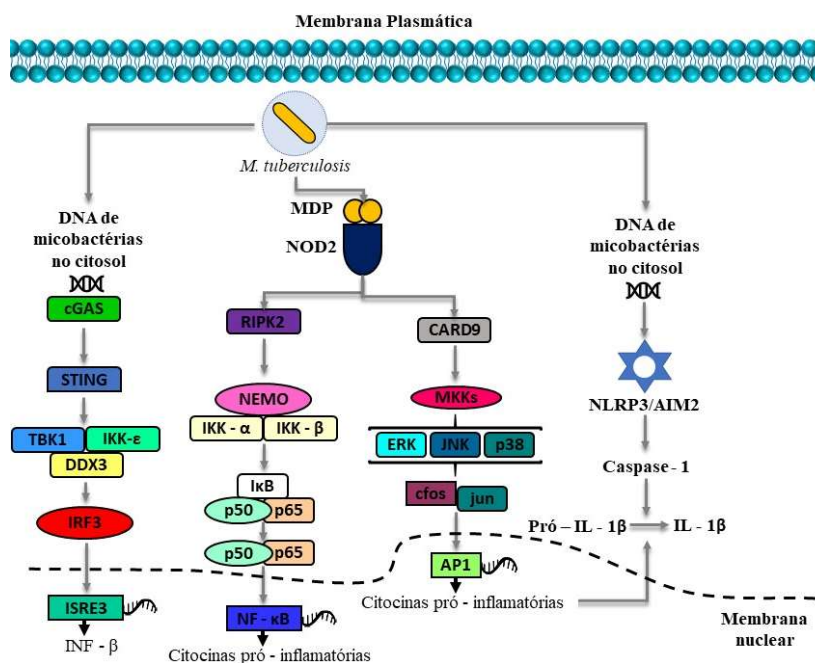 Membrana Plasmática
M. tuberculosis
MDP
NOD2
DNA de
micobactérias
no citosol
cGAS
STING
TBK1
IKK-ε
DDX3
IRF3
ISRE3
INF - β
RIPK2
NEMO
IKK - α
IKK - β
IκB
p50
p65
p50
p65
NF - κB
Citocinas pró - inflamatórias
CARD9
MKKs
ERK
JNK
p38
cfos
jun
AP1
Citocinas pró - inflamatórias
DNA de
micobactérias
no citosol
NLRP3/AIM2
Caspase - 1
Pró – IL - 1β
IL - 1β
Membrana
nuclear